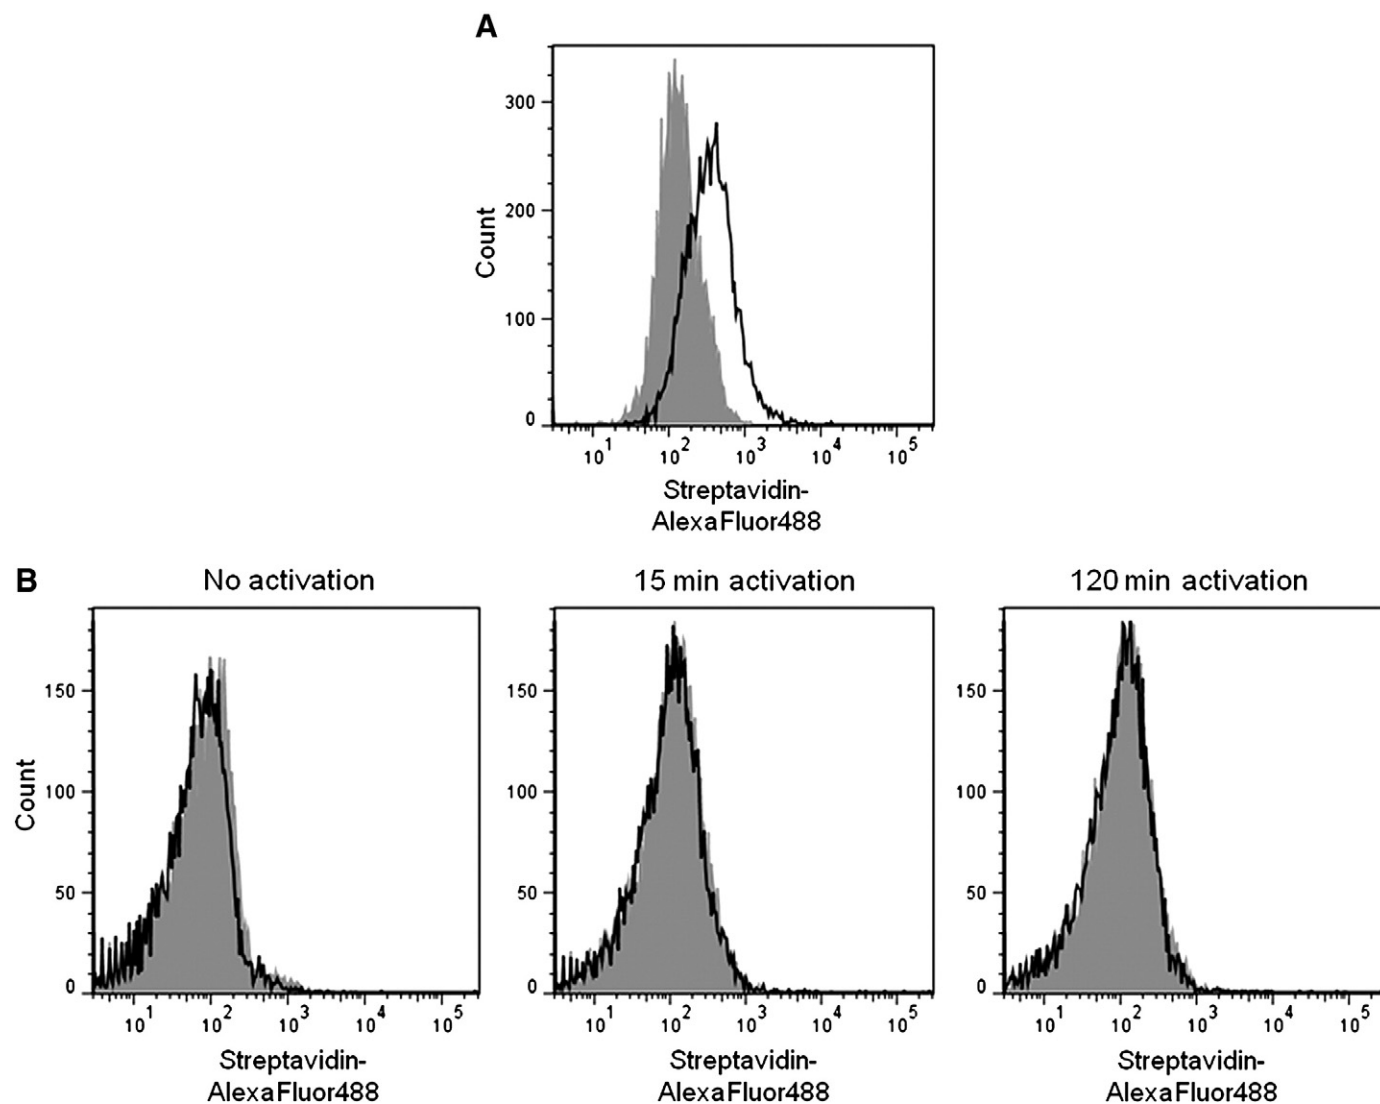 A
Count
300
200
100
0
10^1 10^2 10^3 10^4 10^5
Streptavidin-
AlexaFluor488
B
No activation
Count
150
100
50
0
10^1 10^2 10^3 10^4 10^5
Streptavidin-
AlexaFluor488
15 min activation
150
100
50
0
10^1 10^2 10^3 10^4 10^5
Streptavidin-
AlexaFluor488
120 min activation
150
100
50
0
10^1 10^2 10^3 10^4 10^5
Streptavidin-
AlexaFluor488